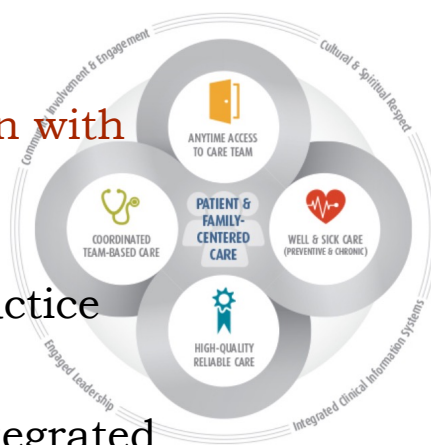 Community Involvement & Engagement
Cultural & Spiritual Respect
n with
ANYTIME ACCESS
TO CARE TEAM
PATIENT &
FAMILY-
CENTERED
CARE
COORDINATED
TEAM-BASED CARE
WELL & SICK CARE
(PREVENTIVE & CHRONIC)
ctice
HIGH-QUALITY
RELIABLE CARE
Engaged Leadership
Integrated Clinical Information Systems
egrated